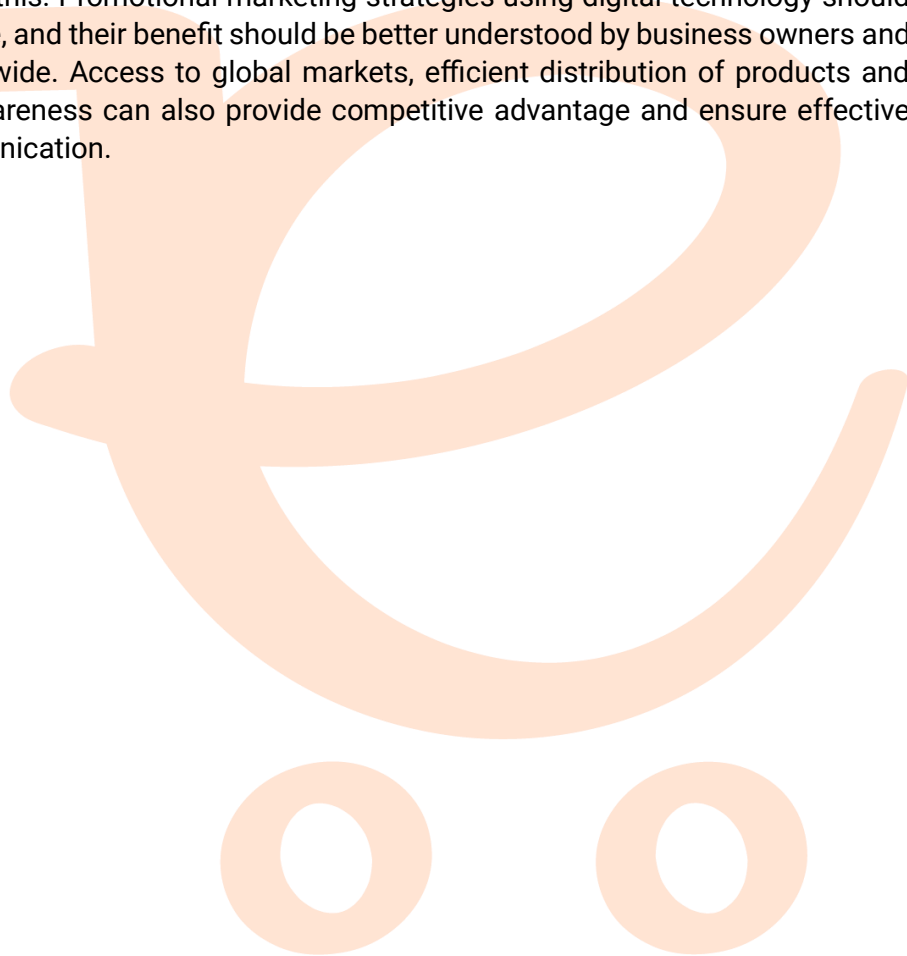 this. Promotional marketing strategies using digital technology should
, and their benefit should be better understood by business owners and
wide. Access to global markets, efficient distribution of products and
areness can also provide competitive advantage and ensure effective
nication.